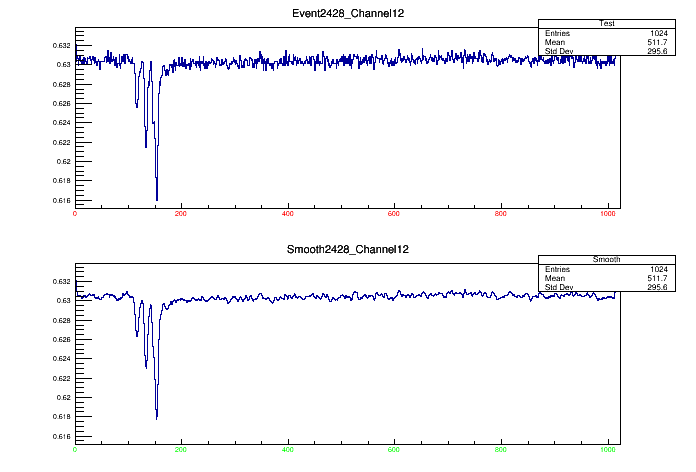 Event2428_Channel12
Test
Entries 1024
Mean 511.7
Std Dev 295.6
0.632
0.63
0.628
0.626
0.624
0.622
0.62
0.618
0.616
0 200 400 600 800 1000
Smooth2428_Channel12
Smooth
Entries 1024
Mean 511.7
Std Dev 295.6
0.632
0.63
0.628
0.626
0.624
0.622
0.62
0.618
0.616
0 200 400 600 800 1000